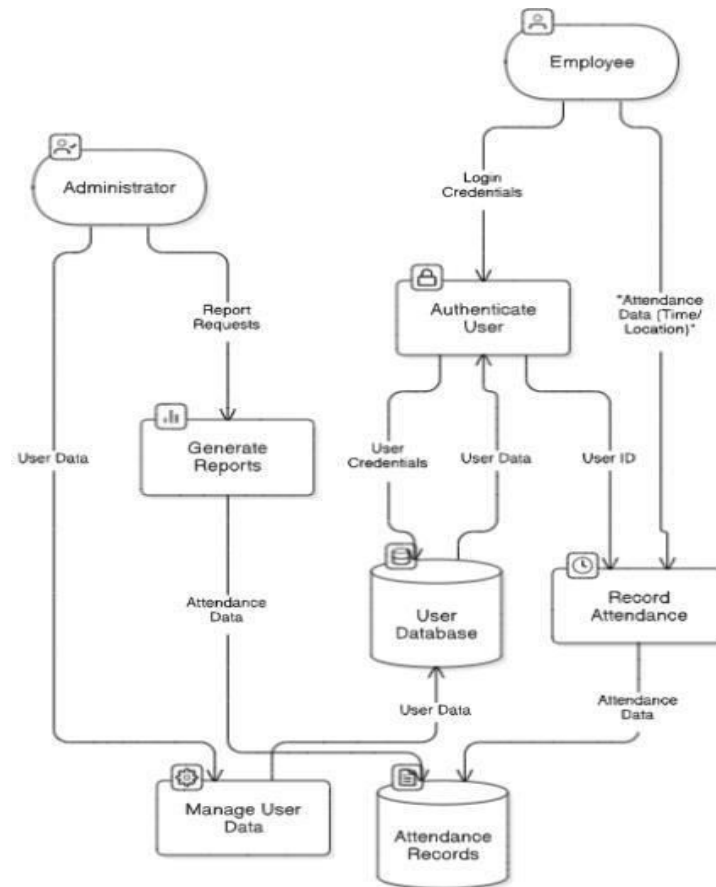 Employee
Administrator
Login
Credentials
Report
Requests
Authenticate
User
"Attendance
Data (Time/
Location)"
User Data
Generate
Reports
User
Credentials
User Data
User ID
Attendance
Data
User
Database
Record
Attendance
User Data
Attendance
Data
Manage User
Data
Attendance
Records